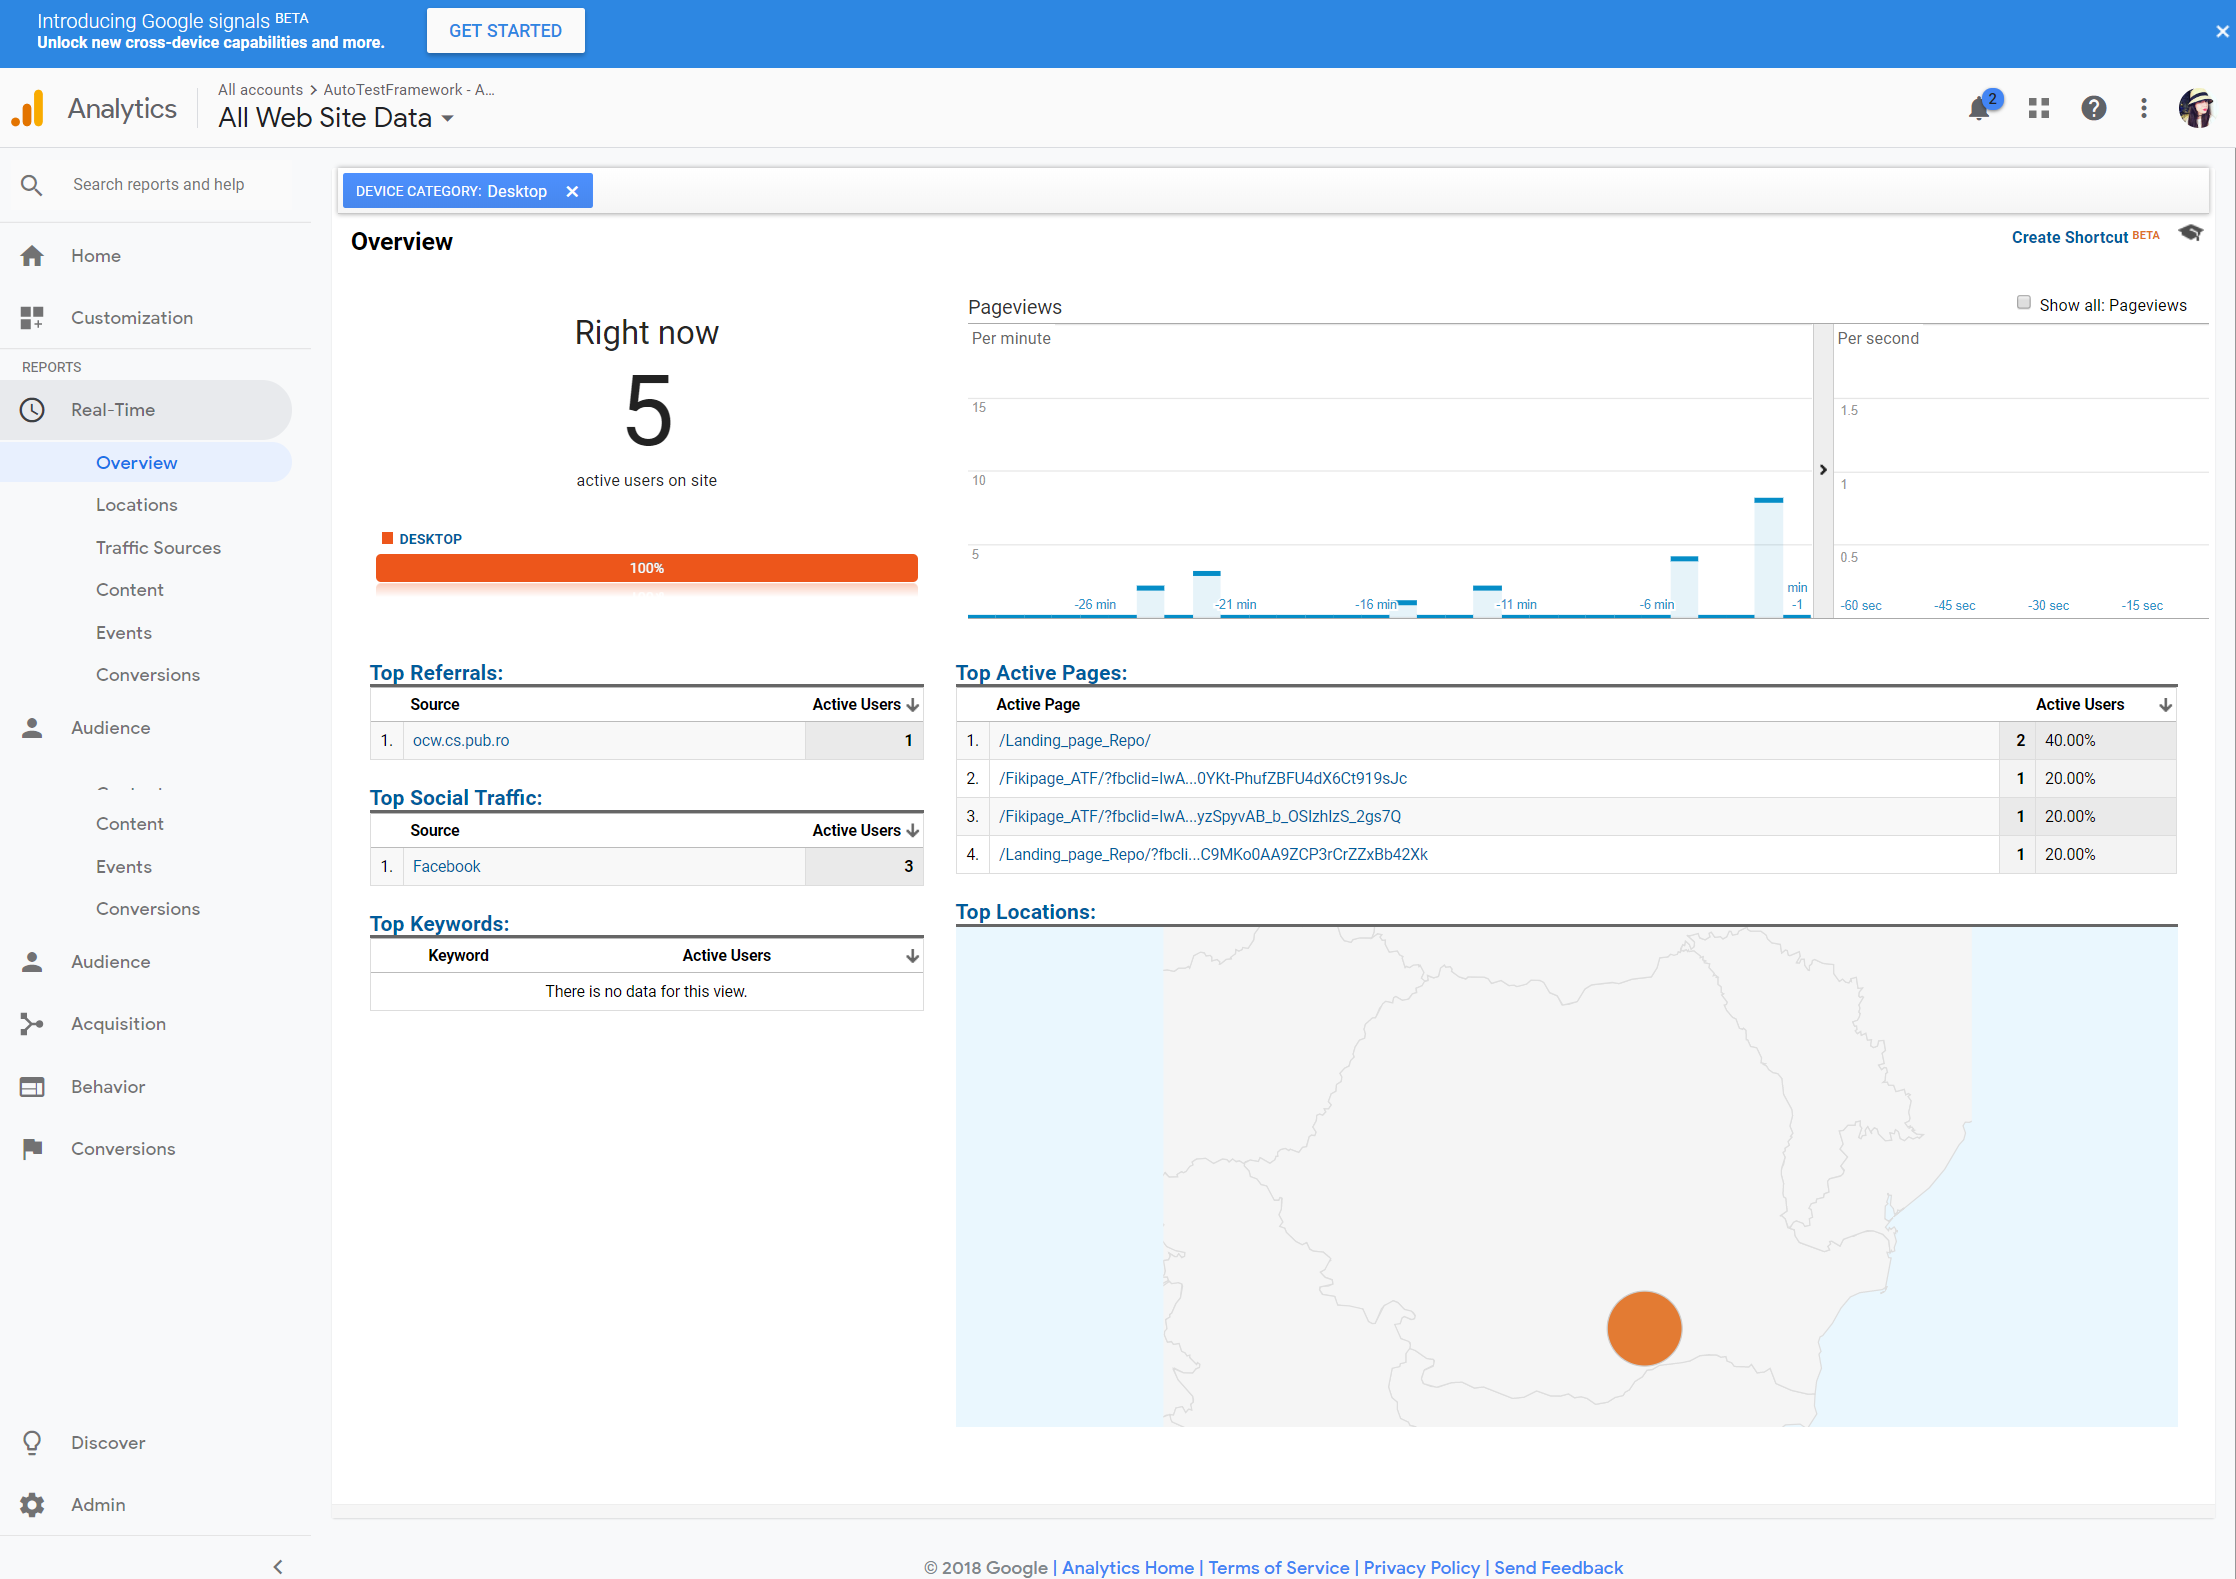 Introducing Google signals BETA
Unlock new cross-device capabilities and more.
GET STARTED
Analytics
All accounts > AutoTestFramework - A...
All Web Site Data
2
Search reports and help
Home
Customization
REPORTS
Real-Time
Overview
Locations
Traffic Sources
Content
Events
Conversions
Audience
Content
Events
Conversions
Audience
Acquisition
Behavior
Conversions
Discover
Admin
DEVICE CATEGORY: Desktop
Overview
Create Shortcut BETA
Right now
5
active users on site
DESKTOP
100%
Pageviews
Show all: Pageviews
Per minute
15
10
5
-26 min
-21 min
-16 min
-11 min
-6 min
min
-1
Per second
1.5
1
0.5
-60 sec
-45 sec
-30 sec
-15 sec
Top Referrals:
Source Active Users
1. ocw.cs.pub.ro 1
Top Social Traffic:
Source Active Users
1. Facebook 3
Top Keywords:
Keyword Active Users
There is no data for this view.
Top Active Pages:
Active Page Active Users
1. /Landing_page_Repo/ 2 40.00%
2. /Fikipage_ATF/?fbclid=IwA...0YKt-PhufZBFU4dX6Ct919sJc 1 20.00%
3. /Fikipage_ATF/?fbclid=IwA...yzSpyvAB_b_OSIzhIzS_2gs7Q 1 20.00%
4. /Landing_page_Repo/?fbcli...C9MKo0AA9ZCP3rCrZZxBb42Xk 1 20.00%
Top Locations:
© 2018 Google | Analytics Home | Terms of Service | Privacy Policy | Send Feedback